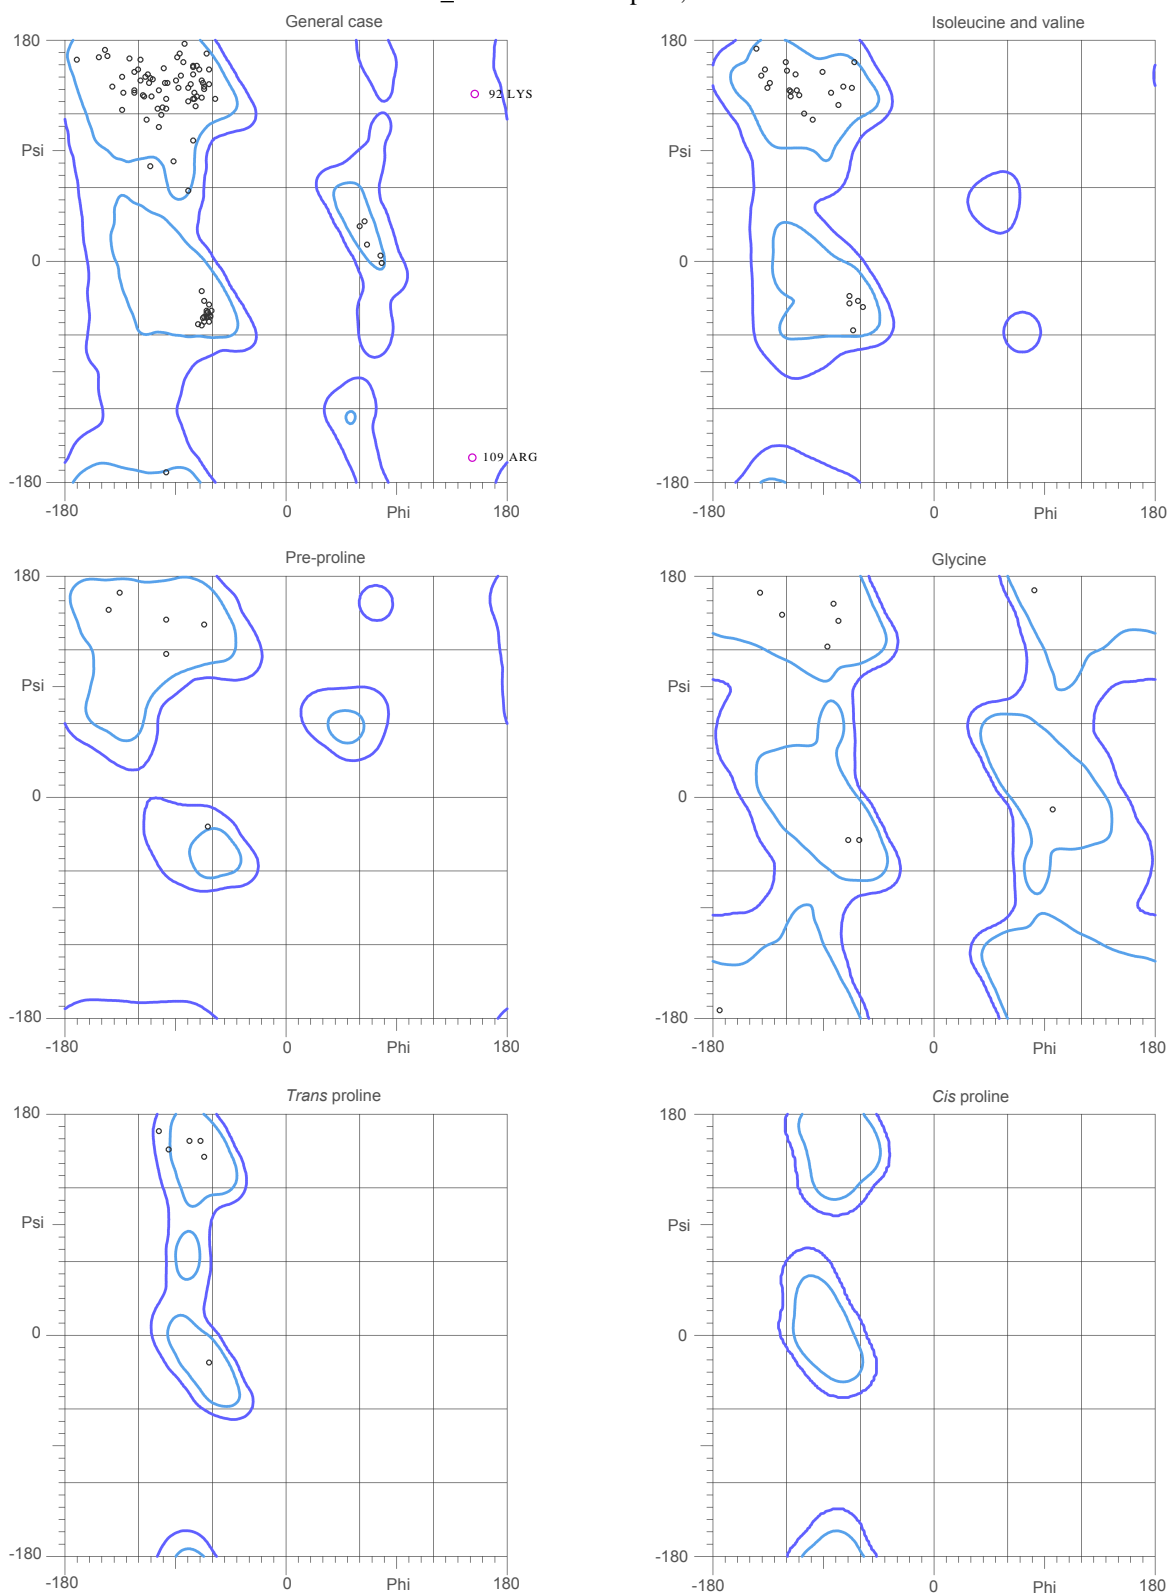 General case
Isoleucine and valine
180
180
92 LYS
Psi
Psi
0
0
109 ARG
-180
-180
-180
0
Phi
180
-180
0
Phi
180
Pre-proline
Glycine
180
180
Psi
Psi
0
0
-180
-180
-180
0
Phi
180
-180
0
Phi
180
Trans proline
Cis proline
180
180
Psi
Psi
0
0
-180
-180
-180
0
Phi
180
-180
0
Phi
180